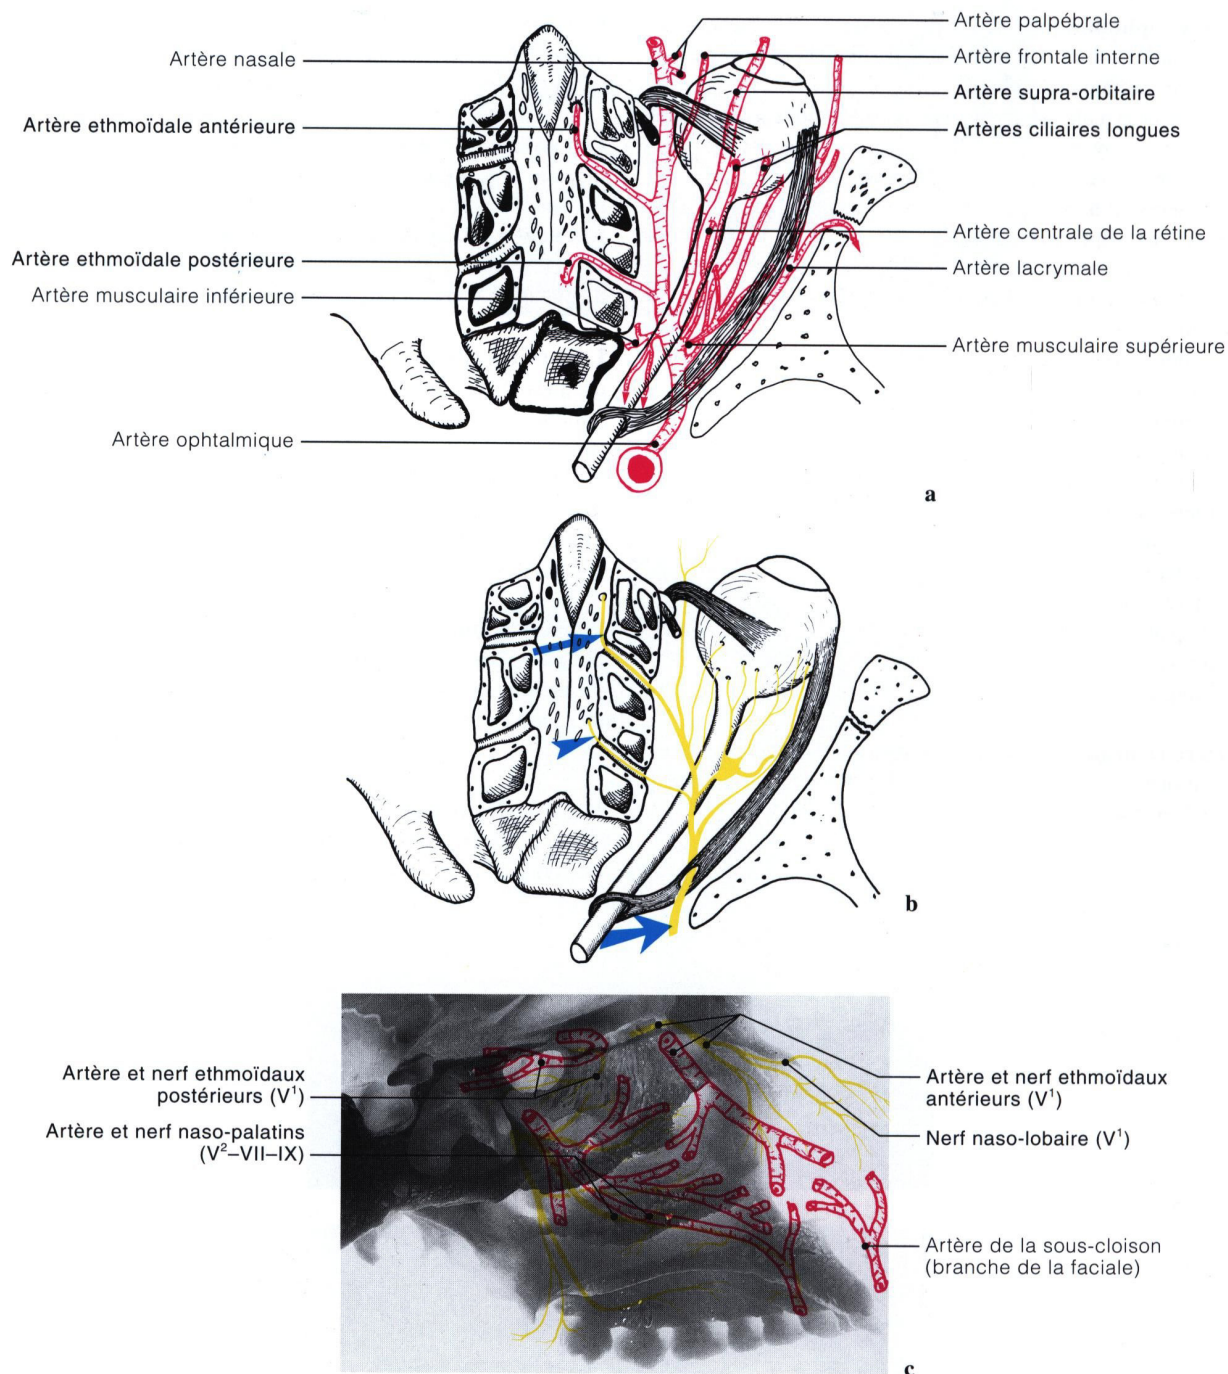 Artère nasale
Artère ethmoïdale antérieure
Artère ethmoïdale postérieure
Artère musculaire inférieure
Artère ophtalmique
Artère palpébrale
Artère frontale interne
Artère supra-orbitaire
Artères ciliaires longues
Artère centrale de la rétine
Artère lacrymale
Artère musculaire supérieure
a
b
Artère et nerf ethmoïdaux
postérieurs (V¹)
Artère et nerf naso-palatins
(V²–VII–IX)
Artère et nerf ethmoïdaux
antérieurs (V¹)
Nerf naso-lobaire (V¹)
Artère de la sous-cloison
(branche de la faciale)
c